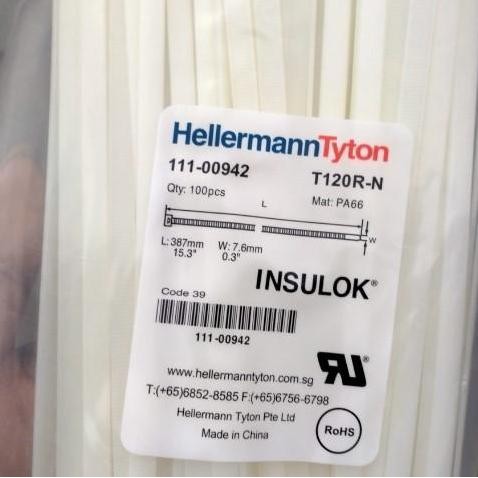 HellermannTyton
111-00942 T120R-N
Qty: 100pcs Mat: PA66
L
W
L: 387mm W: 7.6mm
15.3" 0.3"
INSULOK®
Code 39
111-00942
RU®
www.hellermanntyton.com.sg
T:(+65)6852-8585 F:(+65)6756-6798
Hellermann Tyton Pte Ltd
Made in China
RoHS